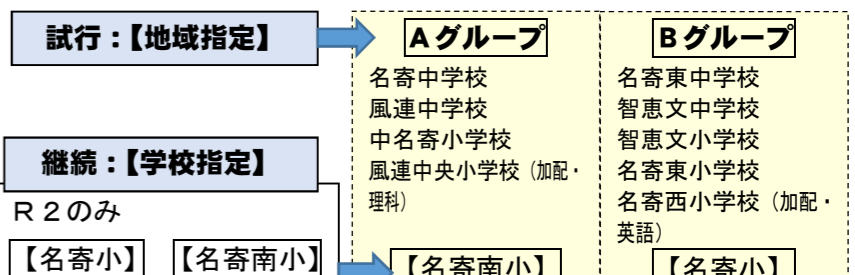 試行：【地域指定】
Aグループ
名寄中学校
風連中学校
中名寄小学校
風連中央小学校（加配・
理科）
【名寄南小】
Bグループ
名寄東中学校
智恵文中学校
智恵文小学校
名寄東小学校
名寄西小学校（加配・
英語）
【名寄小】
継続：【学校指定】
R２のみ
【名寄小】 【名寄南小】